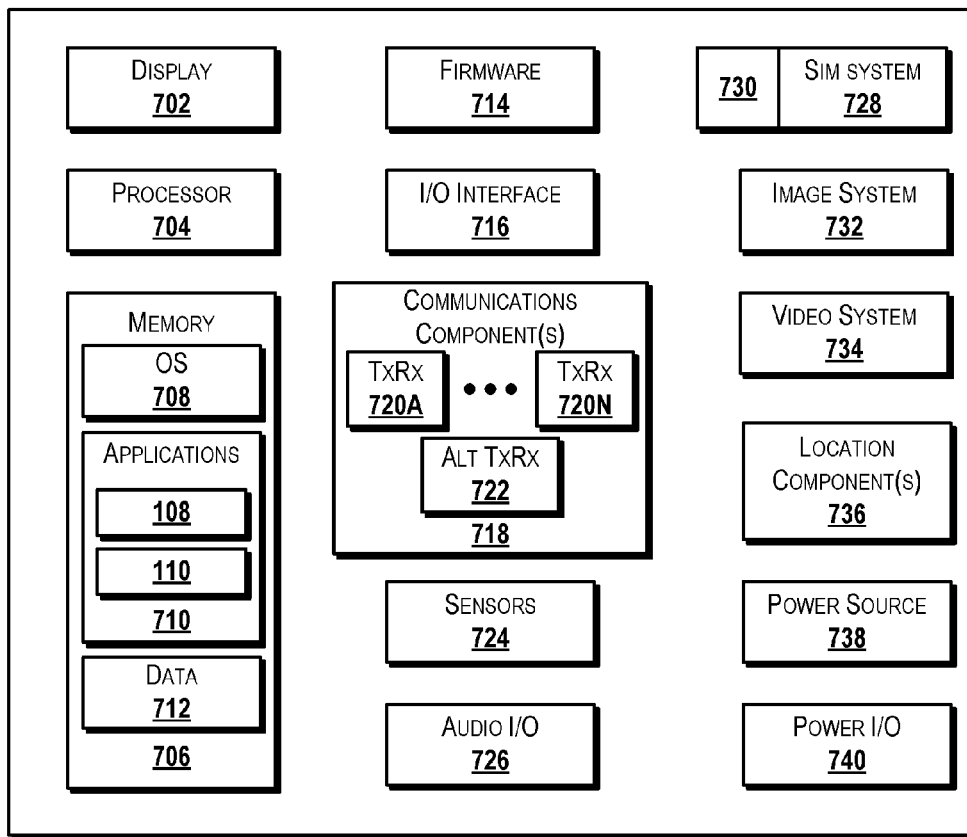 DISPLAY
702
PROCESSOR
704
MEMORY
OS
708
APPLICATIONS
108
110
710
DATA
712
706
FIRMWARE
714
I/O INTERFACE
716
COMMUNICATIONS
COMPONENT(S)
TXRX
720A
TXRX
720N
ALT TXRX
722
718
SENSORS
724
AUDIO I/O
726
730
SIM SYSTEM
728
IMAGE SYSTEM
732
VIDEO SYSTEM
734
LOCATION
COMPONENT(S)
736
POWER SOURCE
738
POWER I/O
740